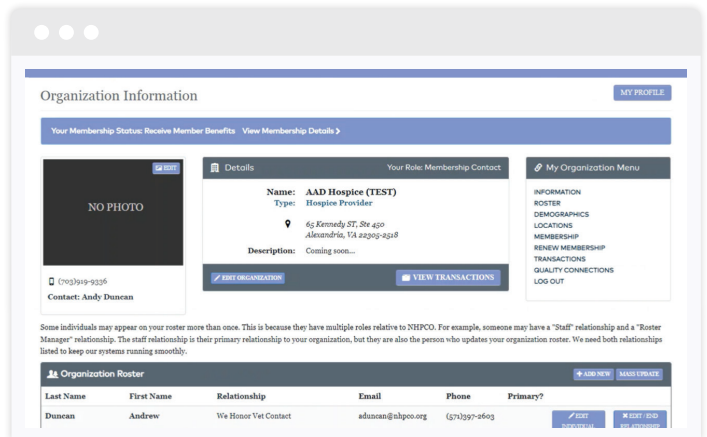 Organization Information
MY PROFILE
Your Membership Status: Receive Member Benefits View Membership Details >
EDIT
NO PHOTO
(703)919-9336
Contact: Andy Duncan
Details
Your Role: Membership Contact
Name: AAD Hospice (TEST)
Type: Hospice Provider
65 Kennedy ST, Ste 450
Alexandria, VA 22305-2518
Description: Coming soon...
EDIT ORGANIZATION
VIEW TRANSACTIONS
My Organization Menu
INFORMATION
ROSTER
DEMOGRAPHICS
LOCATIONS
MEMBERSHIP
RENEW MEMBERSHIP
TRANSACTIONS
QUALITY CONNECTIONS
LOG OUT
Some individuals may appear on your roster more than once. This is because they have multiple roles relative to NHPCO. For example, someone may have a "Staff" relationship and a "Roster
Manager" relationship. The staff relationship is their primary relationship to your organization, but they are also the person who updates your organization roster. We need both relationships
listed to keep our systems running smoothly.
Organization Roster
+ ADD NEW
MASS UPDATE
Last Name First Name Relationship Email Phone Primary?
Duncan Andrew We Honor Vet Contact aduncan@nhpco.org (571)397-2603
EDIT
INDIVIDUAL
EDIT / END
RELATIONSHIP